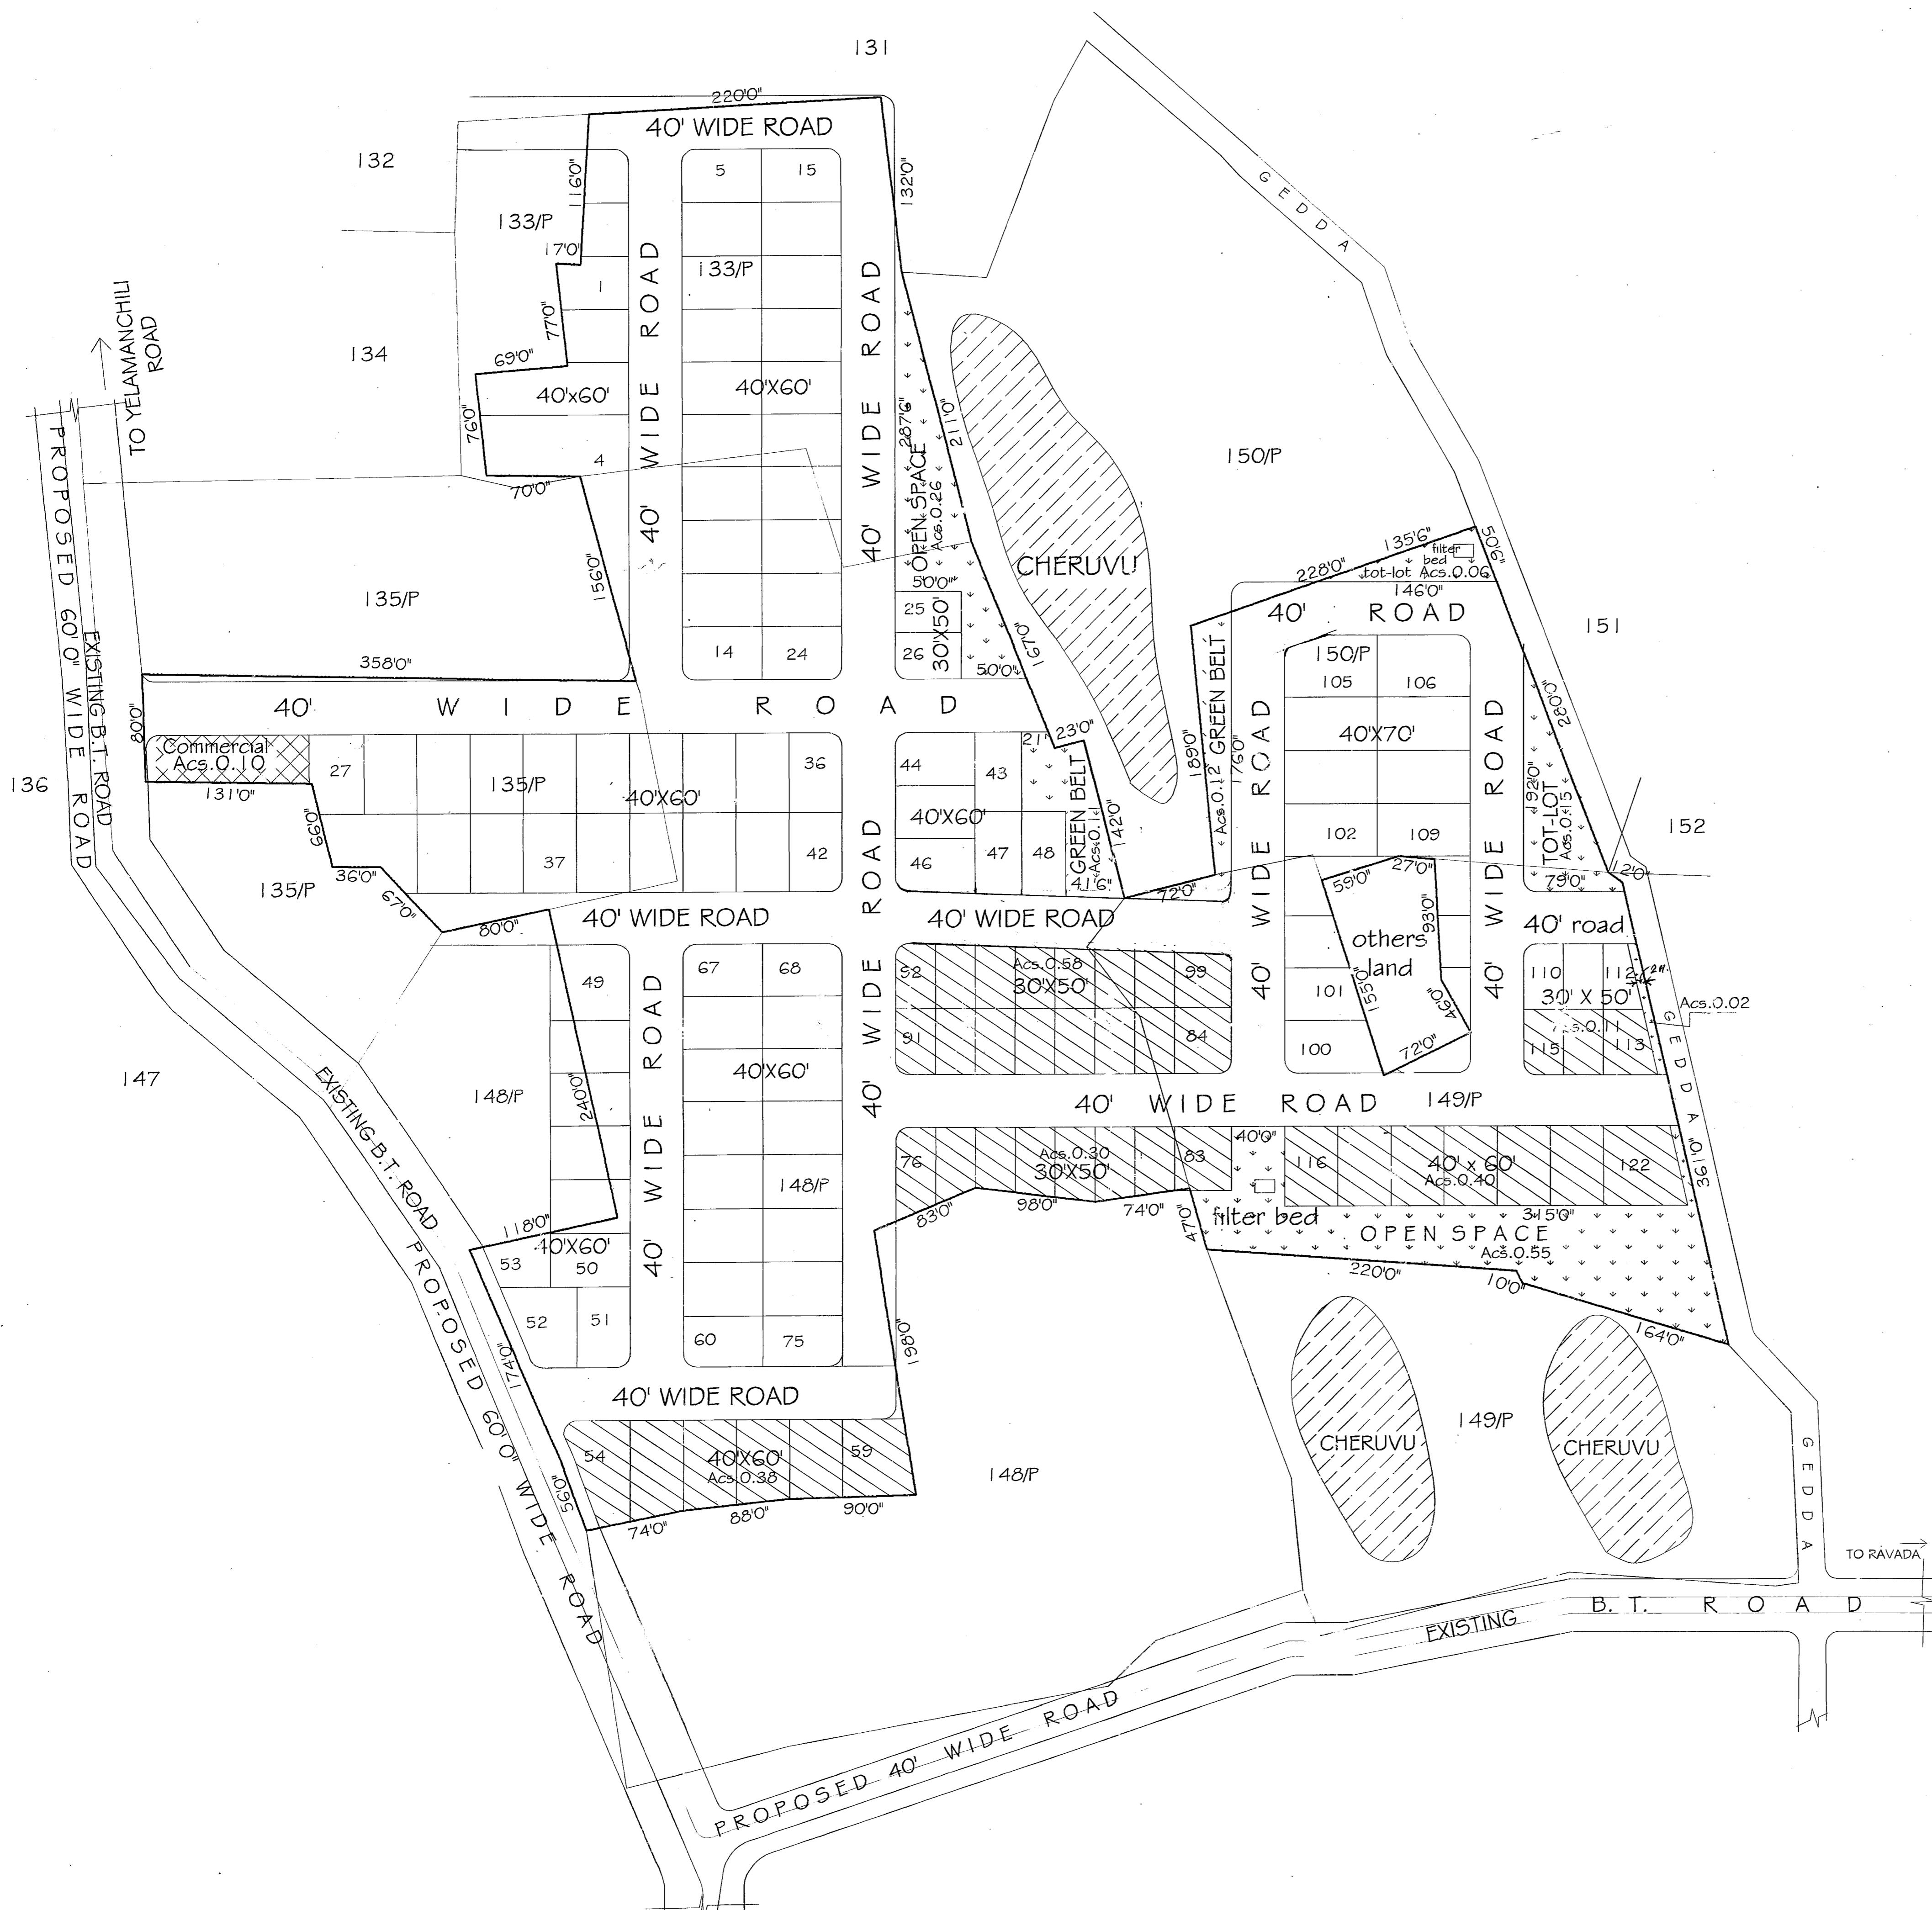 131
220'0"
40' WIDE ROAD
132
5
15
116'0"
132'0"
GEDDA
133/P
17'0"
133/P
1
77'0"
134
69'0"
40'x60'
40'X60'
76'0"
4
70'0"
40' WIDE ROAD
40' WIDE ROAD
287'6"
211'0"
OPEN SPACE
Acs.0.26
TO YELAMANCHILI
ROAD
PROPOSED 60'0" WIDE ROAD
EXISTING B.T. ROAD
150/P
CHERUVU
135'6"
50'6"
filter
bed
tot-lot Acs.0.06
228'0"
146'0"
135/P
156'0"
50'0"
25
26
30'X50'
167'0"
50'0"
14
24
358'0"
40' ROAD
151
150/P
105
106
40' WIDE ROAD
80'0"
Commercial
Acs.0.10
131'0"
27
135/P
36
40'X60'
44
43
21'
23'0"
40'X60'
GREEN BELT
Acs.0.11
142'0"
189'0"
Acs.0.12 GREEN BELT
176'0"
40'X70'
280'0"
192'0"
TOT-LOT
Acs.0.15
136
66'0"
37
42
46
47
48
41'6"
72'0"
102
109
152
135/P
36'0"
67'0"
80'0"
40' WIDE ROAD
40' WIDE ROAD
40' WIDE ROAD
40' WIDE ROAD
40' WIDE ROAD
59'0"
27'0"
93'0"
79'0"
12'0"
40' road
others
land
155'0"
46'0"
72'0"
101
100
49
67
68
92
Acs.0.58
30'X50'
99
91
84
110
112
2"
30' X 50'
Acs.0.11
115
113
Acs.0.02
GEDDA
361'0"
147
148/P
240'0"
40' WIDE ROAD
40'X60'
40' WIDE ROAD
149/P
EXISTING B.T. ROAD
76
Acs.0.30
30'X50'
83
40'0"
116
40' x 60'
Acs.0.40
122
148/P
83'0"
98'0"
74'0"
47'0"
filter bed
315'0"
OPEN SPACE
Acs.0.55
118'0"
40'X60'
53
50
52
51
220'0"
10'0"
164'0"
174'0"
60
75
198'0"
40' WIDE ROAD
PROPOSED 60'0" WIDE ROAD
54
40'X60'
Acs.0.38
59
56'0"
74'0"
88'0"
90'0"
148/P
CHERUVU
149/P
CHERUVU
GEDDA
TO RAVADA
EXISTING
B.T. ROAD
PROPOSED 40' WIDE ROAD